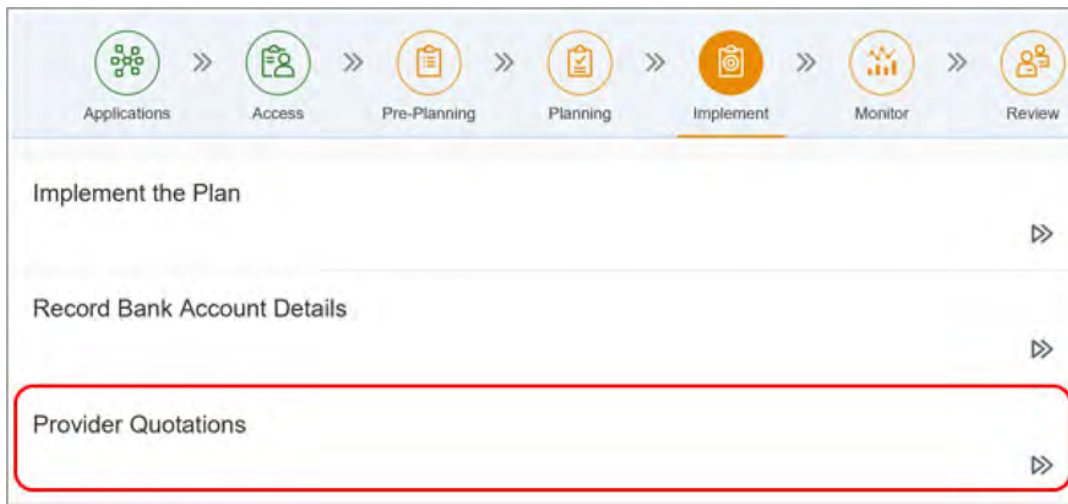 Applications Access Pre-Planning Planning Implement Monitor Review
Implement the Plan
Record Bank Account Details
Provider Quotations